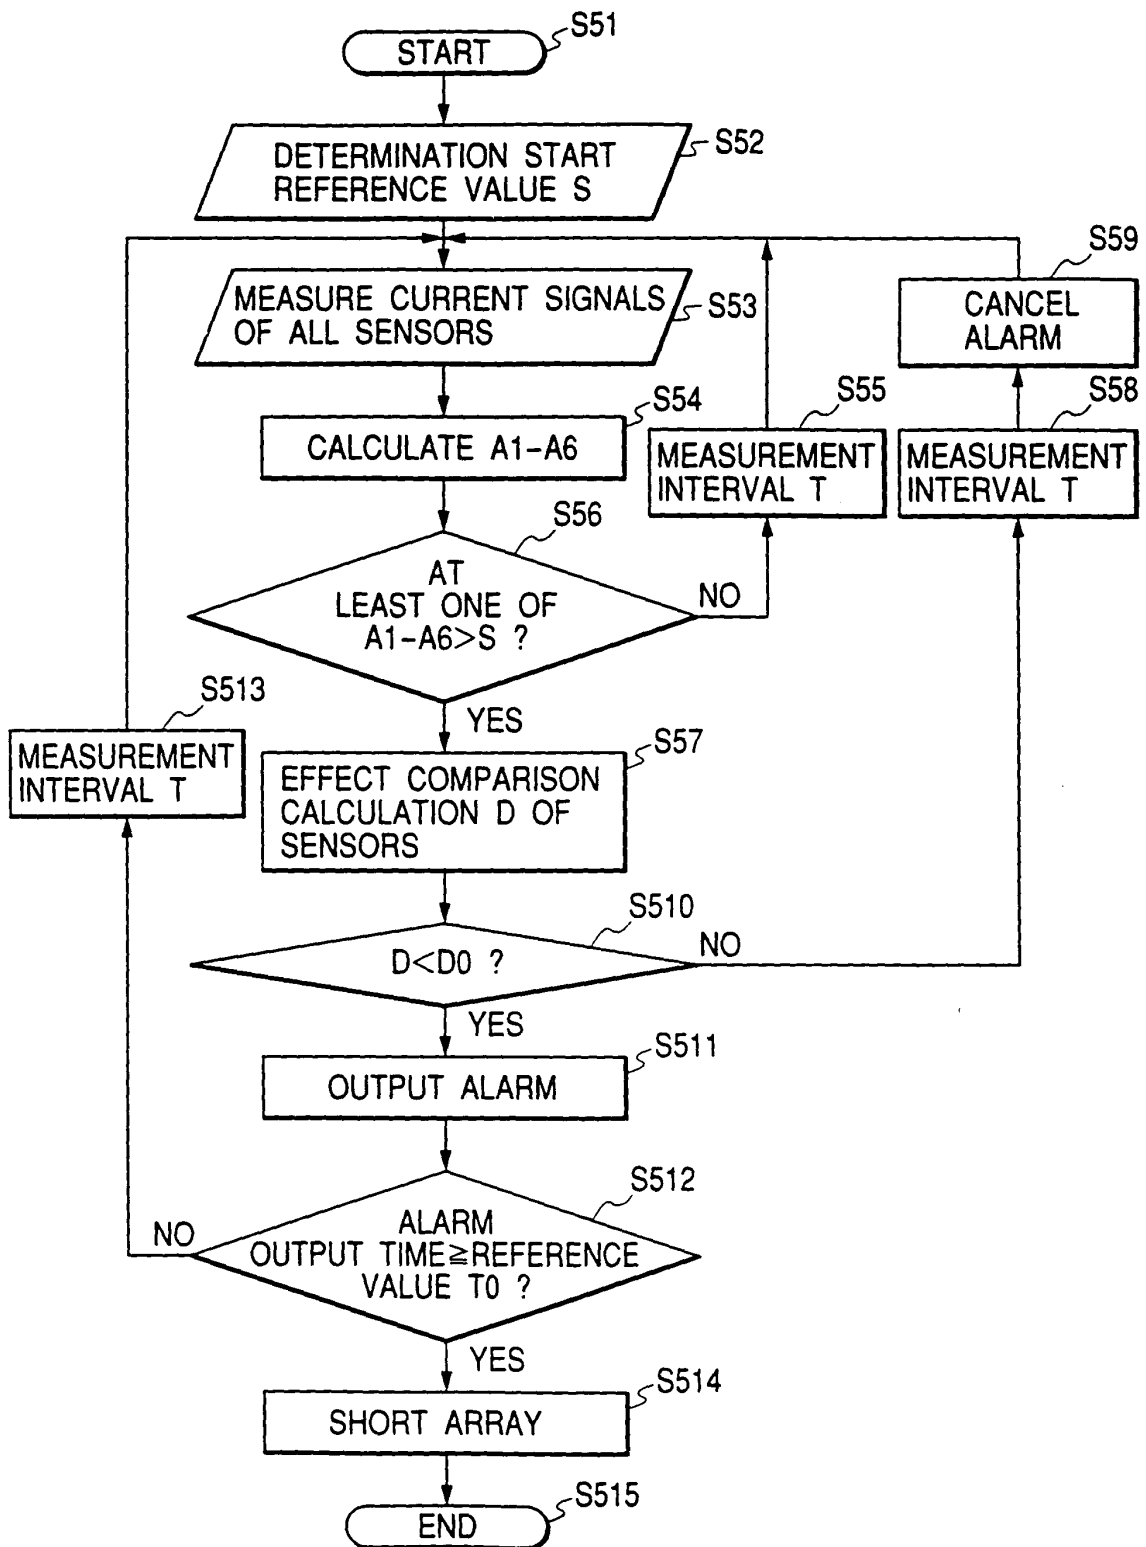 S51
START
S52
DETERMINATION START
REFERENCE VALUE S
S59
CANCEL
ALARM
S53
MEASURE CURRENT SIGNALS
OF ALL SENSORS
S54
CALCULATE A1-A6
S55
MEASUREMENT
INTERVAL T
S58
MEASUREMENT
INTERVAL T
S56
AT
LEAST ONE OF
A1-A6>S ?
NO
YES
S513
MEASUREMENT
INTERVAL T
S57
EFFECT COMPARISON
CALCULATION D OF
SENSORS
S510
D<D0 ?
NO
YES
S511
OUTPUT ALARM
S512
ALARM
OUTPUT TIME≧REFERENCE
VALUE T0 ?
NO
YES
S514
SHORT ARRAY
S515
END